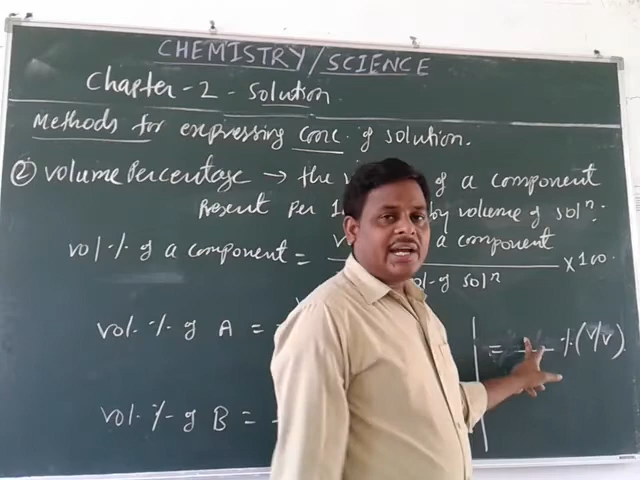 CHEMISTRY/SCIENCE
Chapter-2-Solution.
Methods for expressing conc. of solution.
② Volume Percentage → the of a component
Present per by volume of solⁿ.
vol % of a component = a component × 100.
of solⁿ
vol. % of A = = % (V/V)
vol. % of B =